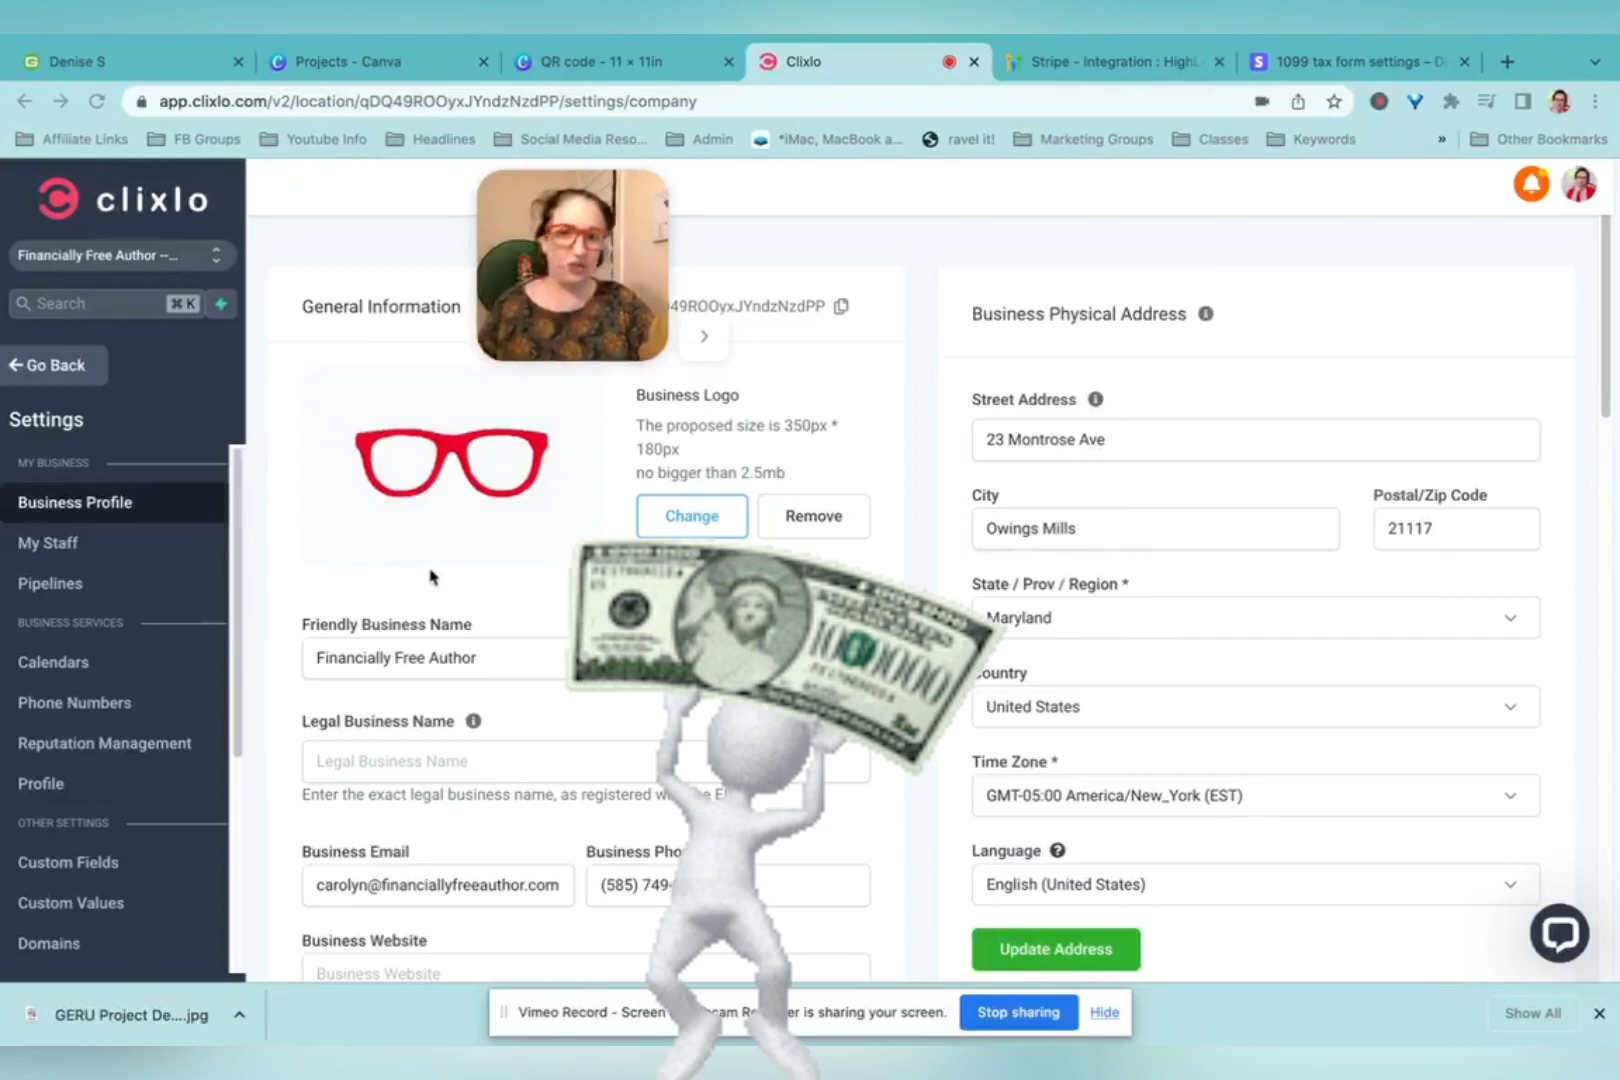 Denise S
Projects - Canva
QR code - 11 × 11in
Clixlo
Stripe - Integration : HighL
1099 tax form settings – D
app.clixlo.com/v2/location/qDQ49ROOyxJYndzNzdPP/settings/company
Affiliate Links
FB Groups
Youtube Info
Headlines
Social Media Reso...
Admin
*iMac, MacBook a...
ravel it!
Marketing Groups
Classes
Keywords
»
Other Bookmarks
clixlo
Financially Free Author --...
Search
⌘ K
Go Back
Settings
MY BUSINESS
Business Profile
My Staff
Pipelines
BUSINESS SERVICES
Calendars
Phone Numbers
Reputation Management
Profile
OTHER SETTINGS
Custom Fields
Custom Values
Domains
General Information
49ROOyxJYndzNzdPP
Business Logo
The proposed size is 350px *
180px
no bigger than 2.5mb
Change
Remove
Friendly Business Name
Financially Free Author
Legal Business Name
Legal Business Name
Enter the exact legal business name, as registered
Business Email
Business Pho
carolyn@financiallyfreeauthor.com
(585) 749-
Business Website
Business Website
Business Physical Address
Street Address
23 Montrose Ave
City
Postal/Zip Code
Owings Mills
21117
State / Prov / Region *
Maryland
ountry
United States
Time Zone *
GMT-05:00 America/New_York (EST)
Language
English (United States)
Update Address
GERU Project De....jpg
Vimeo Record - Screen
er is sharing your screen.
Stop sharing
Hide
Show All